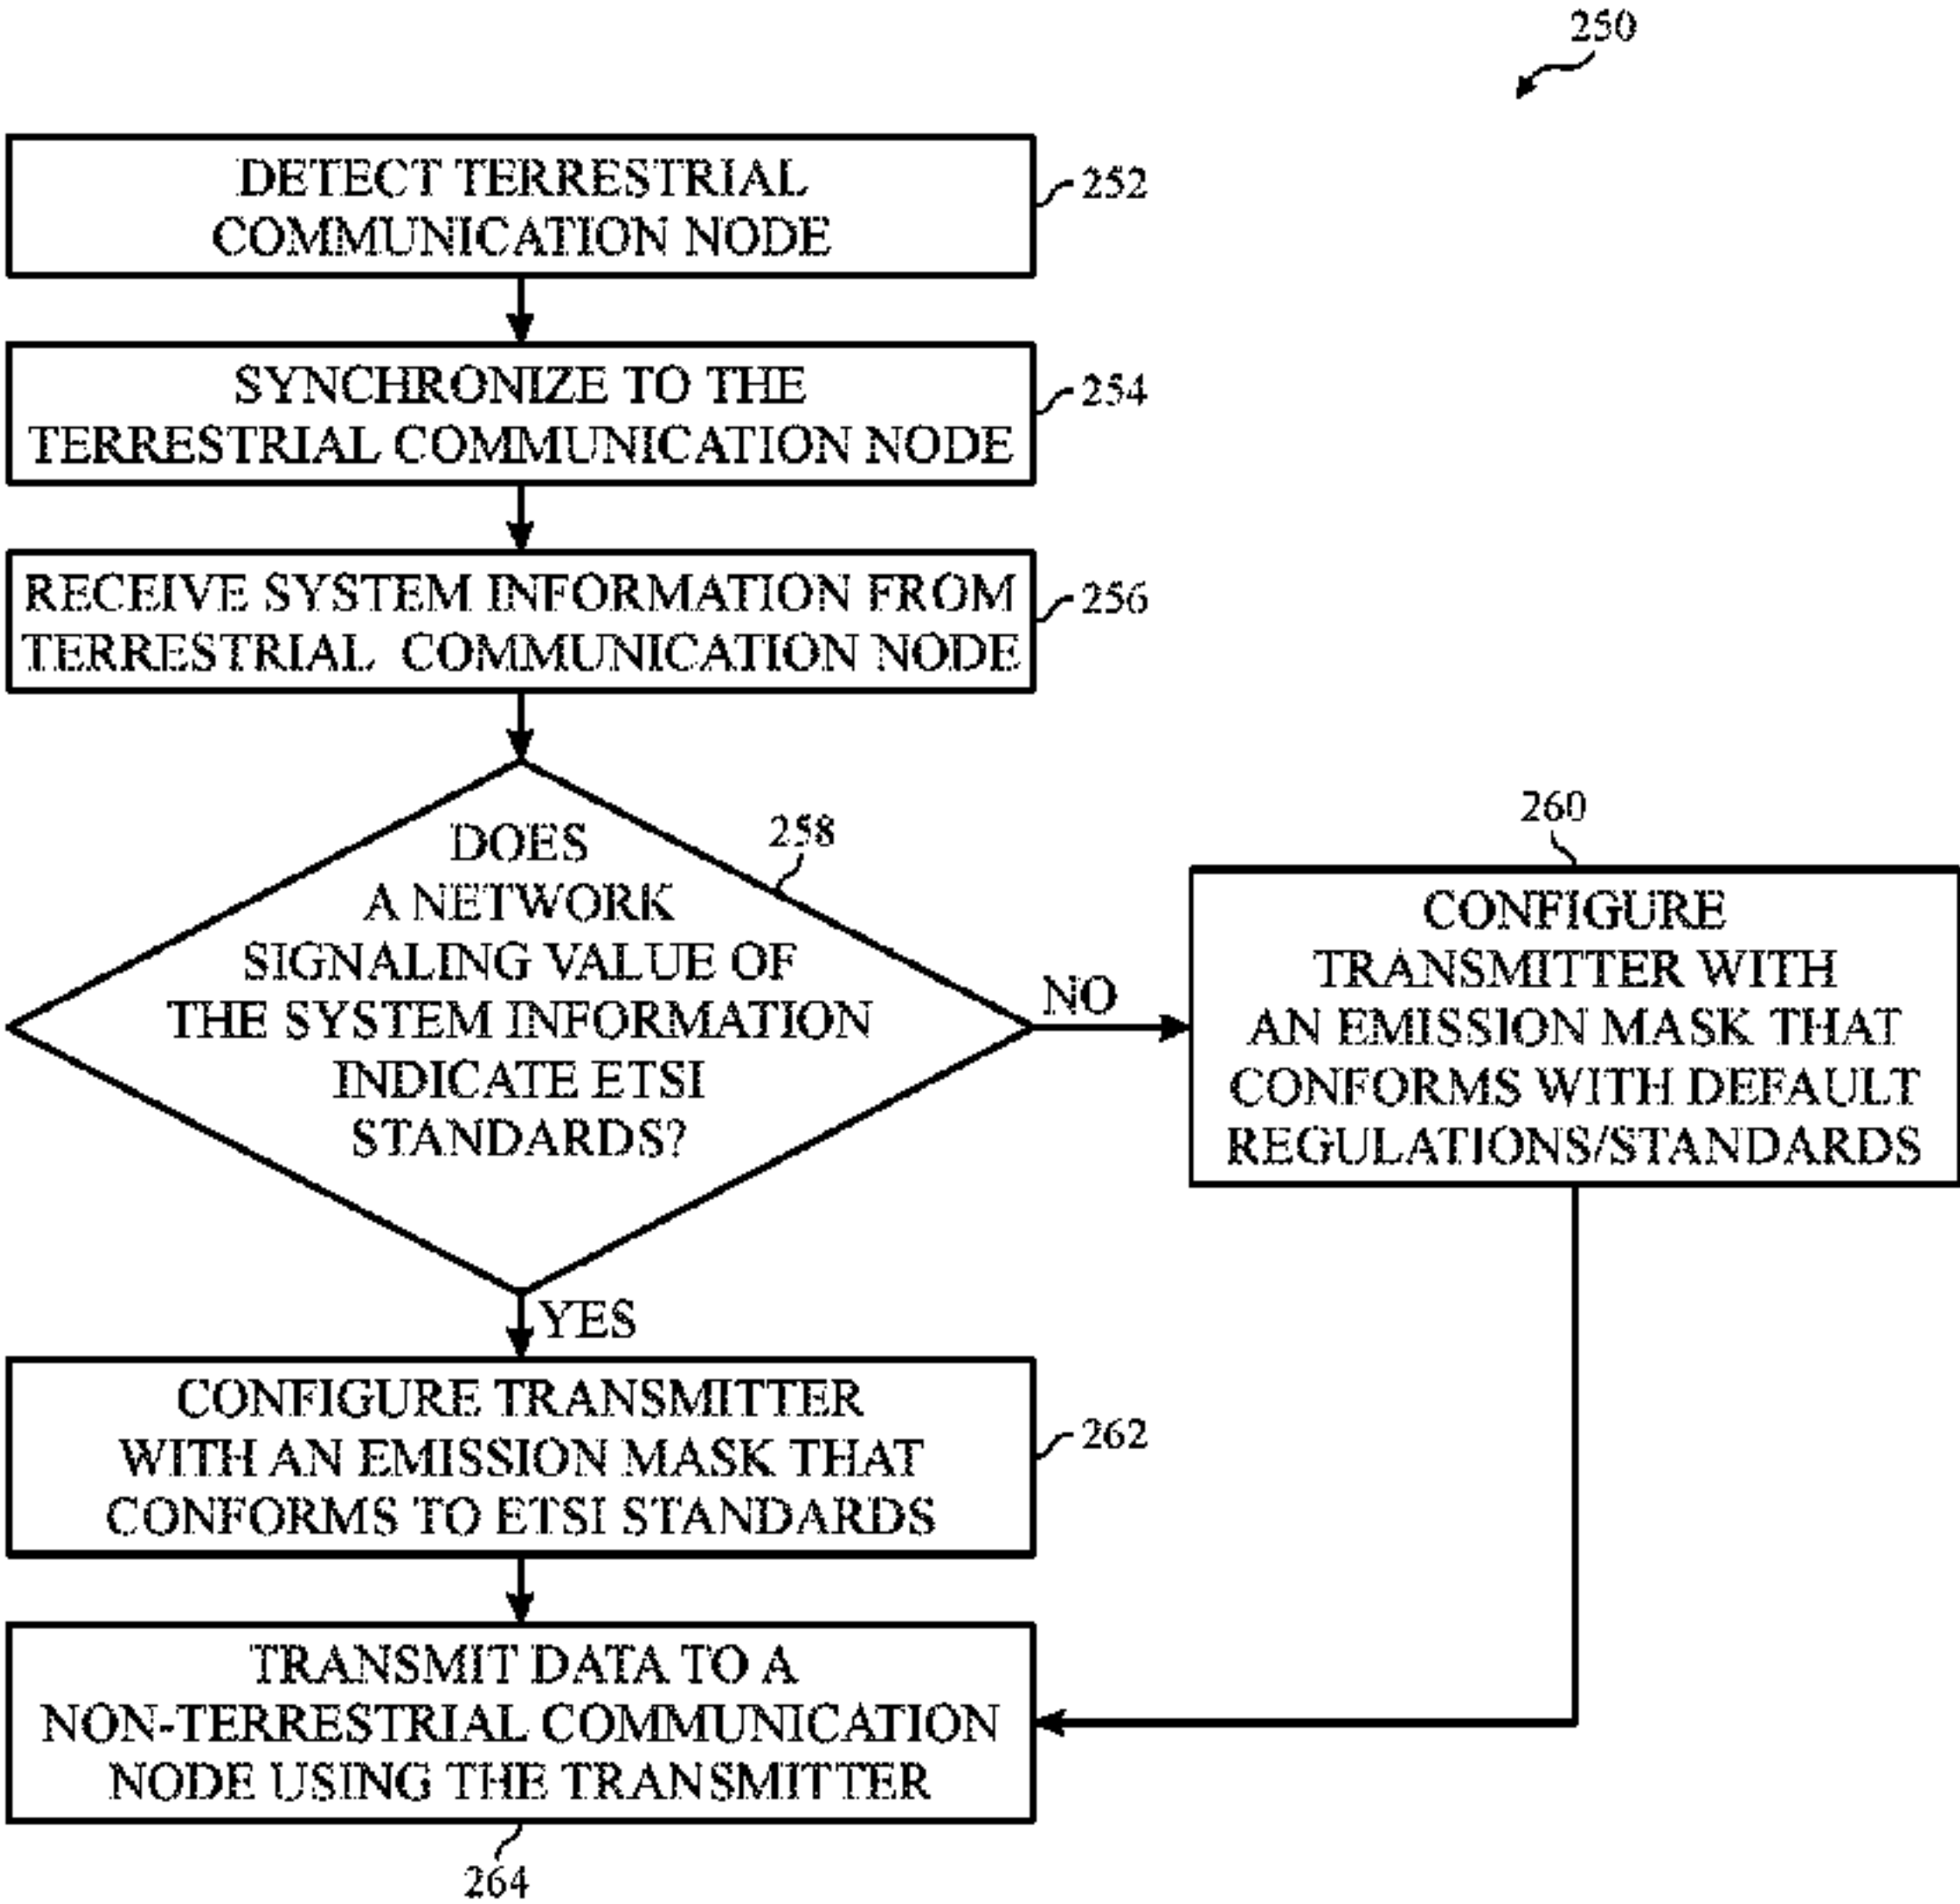 250
DETECT TERRESTRIAL
COMMUNICATION NODE
252
SYNCHRONIZE TO THE
TERRESTRIAL COMMUNICATION NODE
254
RECEIVE SYSTEM INFORMATION FROM
TERRESTRIAL COMMUNICATION NODE
256
DOES
A NETWORK
SIGNALING VALUE OF
THE SYSTEM INFORMATION
INDICATE ETSI
STANDARDS?
258
NO
260
CONFIGURE
TRANSMITTER WITH
AN EMISSION MASK THAT
CONFORMS WITH DEFAULT
REGULATIONS/STANDARDS
YES
CONFIGURE TRANSMITTER
WITH AN EMISSION MASK THAT
CONFORMS TO ETSI STANDARDS
262
TRANSMIT DATA TO A
NON-TERRESTRIAL COMMUNICATION
NODE USING THE TRANSMITTER
264